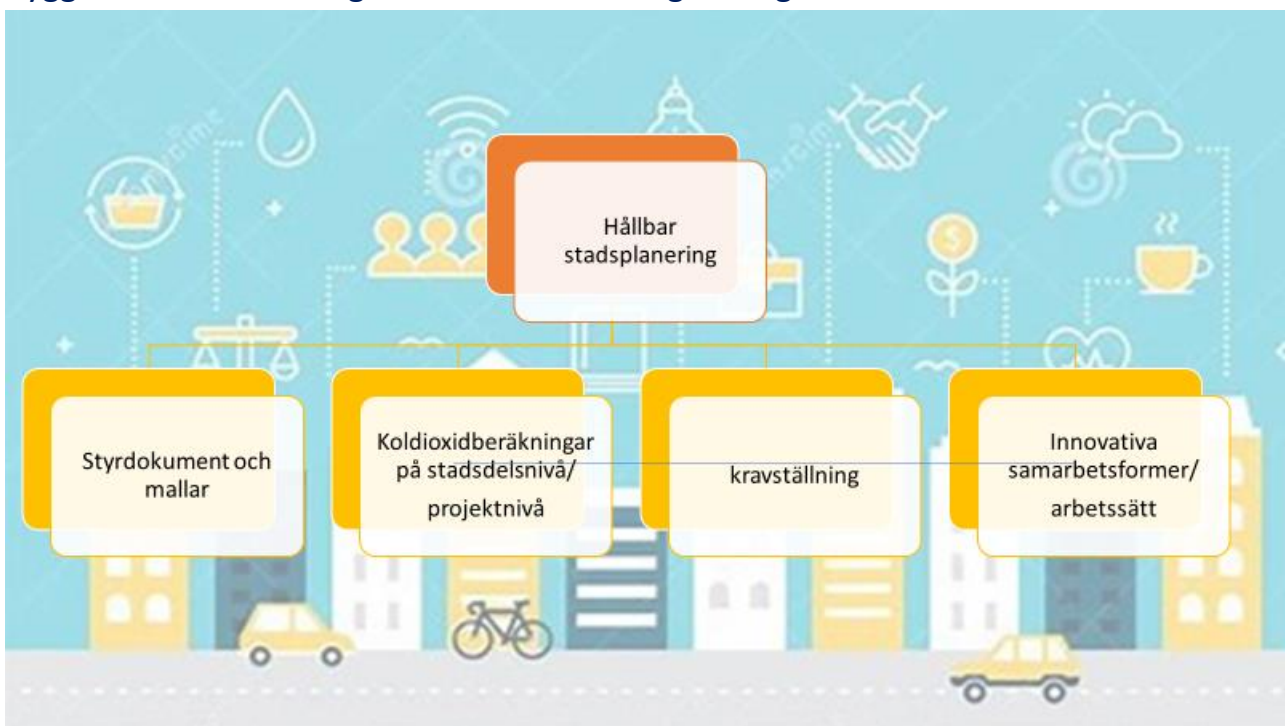 Hållbar
stadsplanering
Styrdokument och
mallar
Koldioxidberäkningar
på stadsdelsnivå/
projektnivå
kravställning
Innovativa
samarbetsformer/
arbetssätt